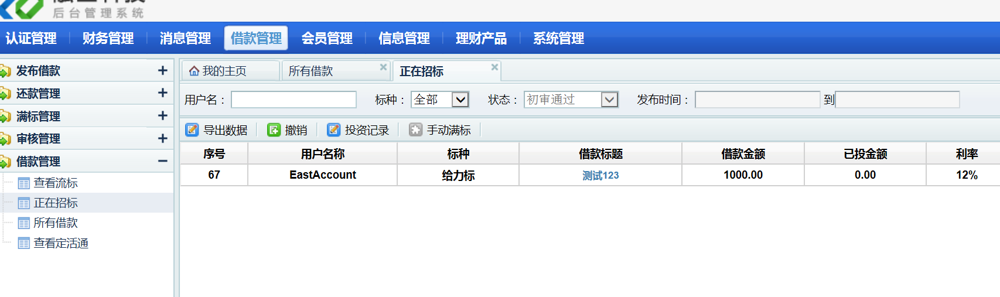 后台管理系统
认证管理 财务管理 消息管理 借款管理 会员管理 信息管理 理财产品 系统管理
发布借款
还款管理
满标管理
审核管理
借款管理
查看流标
正在招标
所有借款
查看定活通
我的主页 所有借款 正在招标
用户名： 标种： 全部 状态： 初审通过 发布时间： 到
导出数据 撤销 投资记录 手动满标
序号 用户名称 标种 借款标题 借款金额 已投金额 利率
67 EastAccount 给力标 测试123 1000.00 0.00 12%